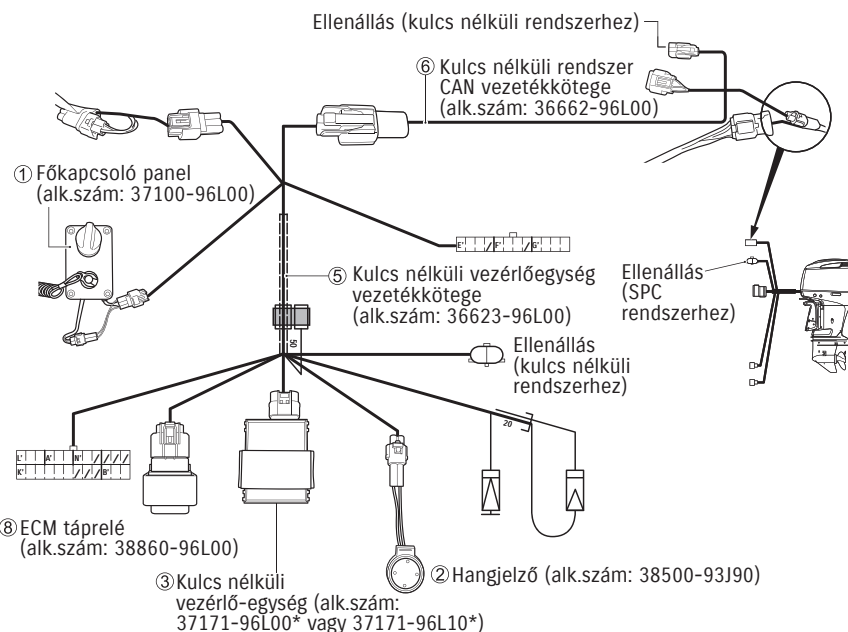 Ellenállás (kulcs nélküli rendszerhez)
⑥ Kulcs nélküli rendszer
CAN vezetékkötege
(alk.szám: 36662-96L00)
① Főkapcsoló panel
(alk.szám: 37100-96L00)
E' F' G'
⑤ Kulcs nélküli vezérlőegység
vezetékkötege
(alk.szám: 36623-96L00)
Ellenállás
(SPC
rendszerhez)
50
Ellenállás
(kulcs nélküli
rendszerhez)
20
L' A' N'
K' B'
⑧ ECM táprelé
(alk.szám: 38860-96L00)
② Hangjelző (alk.szám: 38500-93J90)
③ Kulcs nélküli
vezérlő-egység (alk.szám:
37171-96L00* vagy 37171-96L10*)